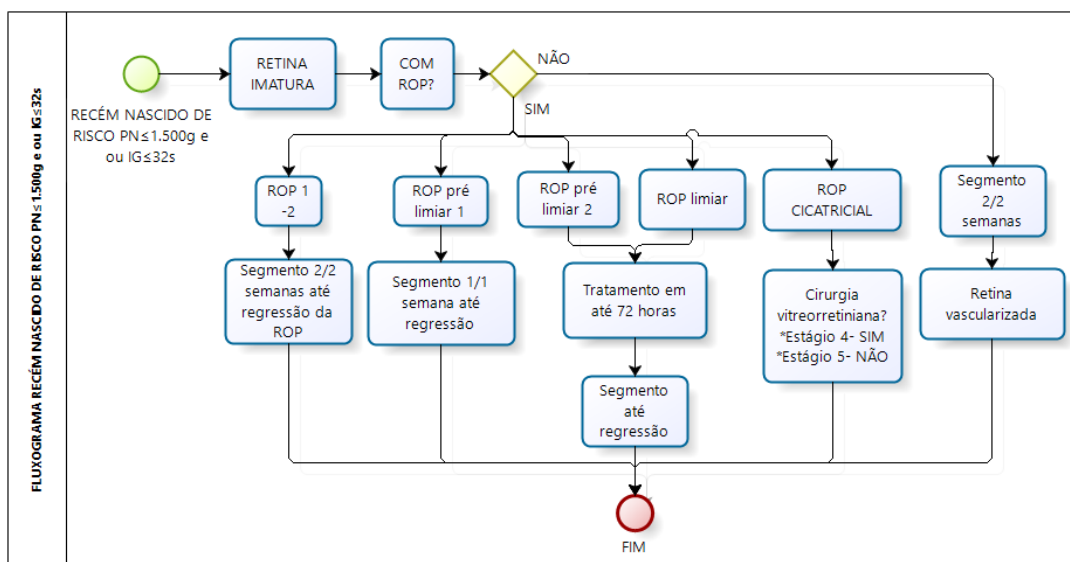 FLUXOGRAMA RECÉM NASCIDO DE RISCO PN≤1.500g e ou IG≤32s
RECÉM NASCIDO DE
RISCO PN≤1.500g e
ou IG≤32s
RETINA
IMATURA
COM
ROP?
NÃO
SIM
ROP 1
-2
ROP pré
limiar 1
ROP pré
limiar 2
ROP limiar
ROP
CICATRICIAL
Segmento
2/2
semanas
Segmento 2/2
semanas até
regressão da
ROP
Segmento 1/1
semana até
regressão
Tratamento em
até 72 horas
Cirurgia
vitreorretiniana?
*Estágio 4- SIM
*Estágio 5- NÃO
Retina
vascularizada
Segmento
até
regressão
FIM